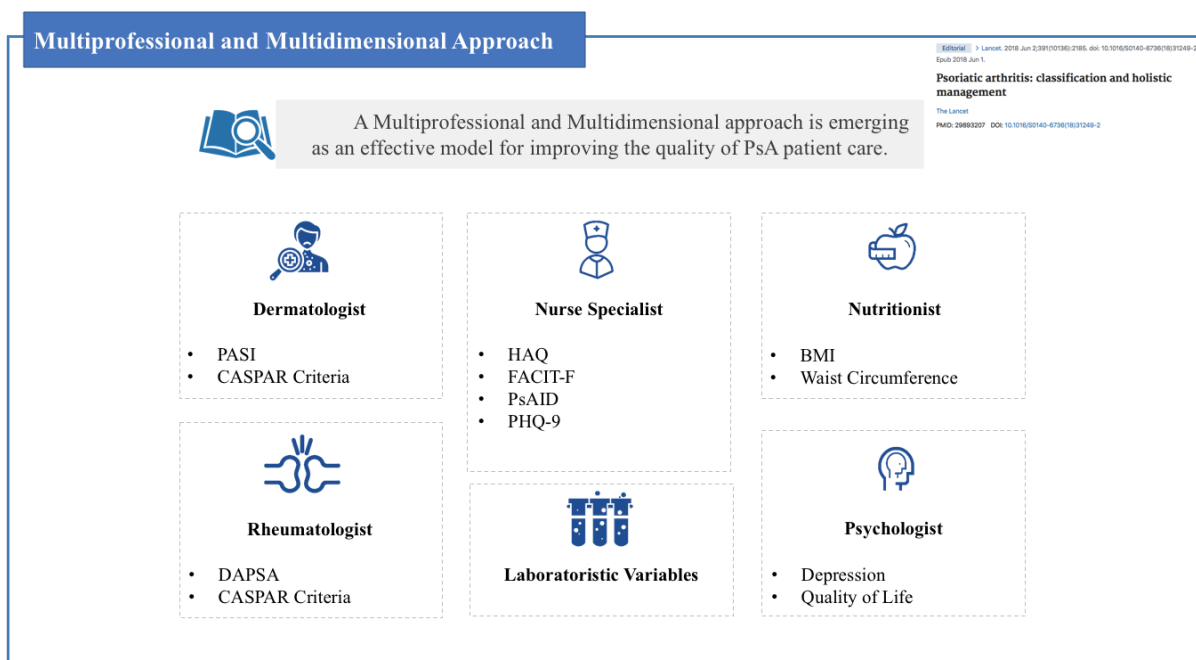 Multiprofessional and Multidimensional Approach
Editorial > Lancet. 2018 Jun 2;391(10136):2185. doi: 10.1016/S0140-6736(18)31249-2
Epub 2018 Jun 1.
Psoriatic arthritis: classification and holistic
management
The Lancet
PMID: 29893207 DOI: 10.1016/S0140-6736(18)31249-2
A Multiprofessional and Multidimensional approach is emerging
as an effective model for improving the quality of PsA patient care.
Dermatologist
• PASI
• CASPAR Criteria
Nurse Specialist
• HAQ
• FACIT-F
• PsAID
• PHQ-9
Nutritionist
• BMI
• Waist Circumference
Rheumatologist
• DAPSA
• CASPAR Criteria
Laboratoristic Variables
Psychologist
• Depression
• Quality of Life